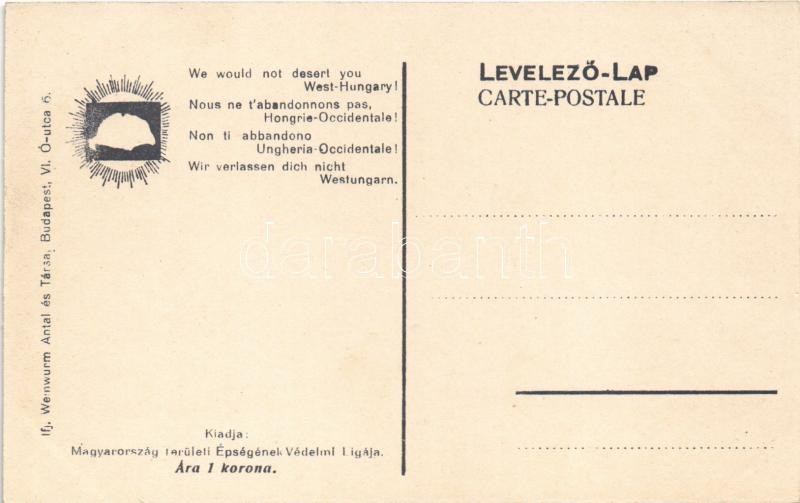 We would not desert you
West-Hungary!
Nous ne t'abandonnons pas,
Hongrie-Occidentale!
Non ti abbandono
Ungheria-Occidentale!
Wir verlassen dich nicht
Westungarn.
LEVELEZŐ-LAP
CARTE-POSTALE
Ifj. Weinwurm Antal és Társa, Budapest, VI. Ó-utca 6.
darabanth
Kiadja:
Magyarország területi Épségének Védelmi Ligája.
Ára 1 korona.